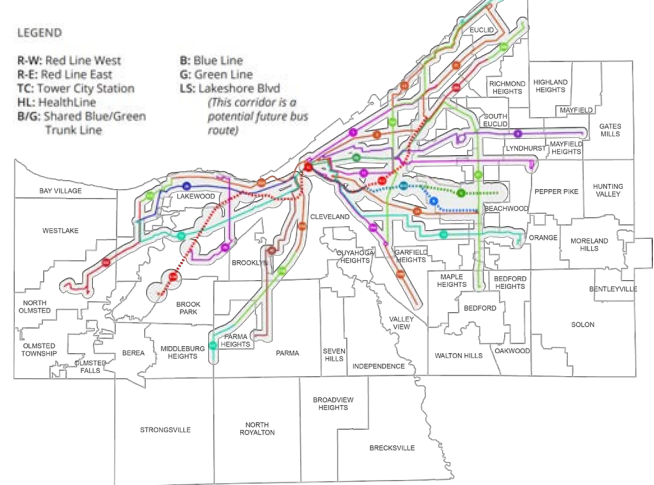 LEGEND
R-W: Red Line West
R-E: Red Line East
TC: Tower City Station
HL: HealthLine
B/G: Shared Blue/Green
Trunk Line
B: Blue Line
G: Green Line
LS: Lakeshore Blvd
(This corridor is a
potential future bus
route)
EUCLID
RICHMOND
HEIGHTS
HIGHLAND
HEIGHTS
MAYFIELD
SOUTH
EUCLID
GATES
MILLS
LYNDHURST
MAYFIELD
HEIGHTS
BAY VILLAGE
LAKEWOOD
PEPPER PIKE
HUNTING
VALLEY
WESTLAKE
CLEVELAND
BEACHWOOD
ORANGE
MORELAND
HILLS
BROOKLYN
CUYAHOGA
HEIGHTS
GARFIELD
HEIGHTS
MAPLE
HEIGHTS
BEDFORD
HEIGHTS
BENTLEYVILLE
NORTH
OLMSTED
BROOK
PARK
BEDFORD
VALLEY
VIEW
SOLON
OLMSTED
TOWNSHIP
OLMSTED
FALLS
BEREA
MIDDLEBURG
HEIGHTS
PARMA
HEIGHTS
PARMA
SEVEN
HILLS
INDEPENDENCE
WALTON HILLS
OAKWOOD
STRONGSVILLE
NORTH
ROYALTON
BROADVIEW
HEIGHTS
BRECKSVILLE